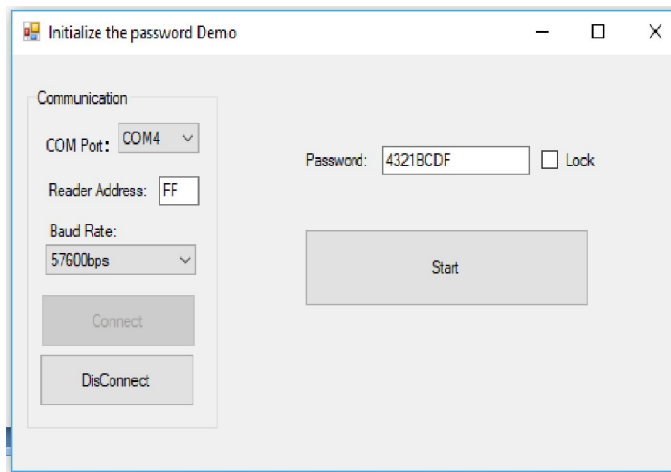 Initialize the password Demo
Communication
COM Port: COM4
Reader Address: FF
Baud Rate:
57600bps
Connect
DisConnect
Password: 4321BCDF Lock
Start